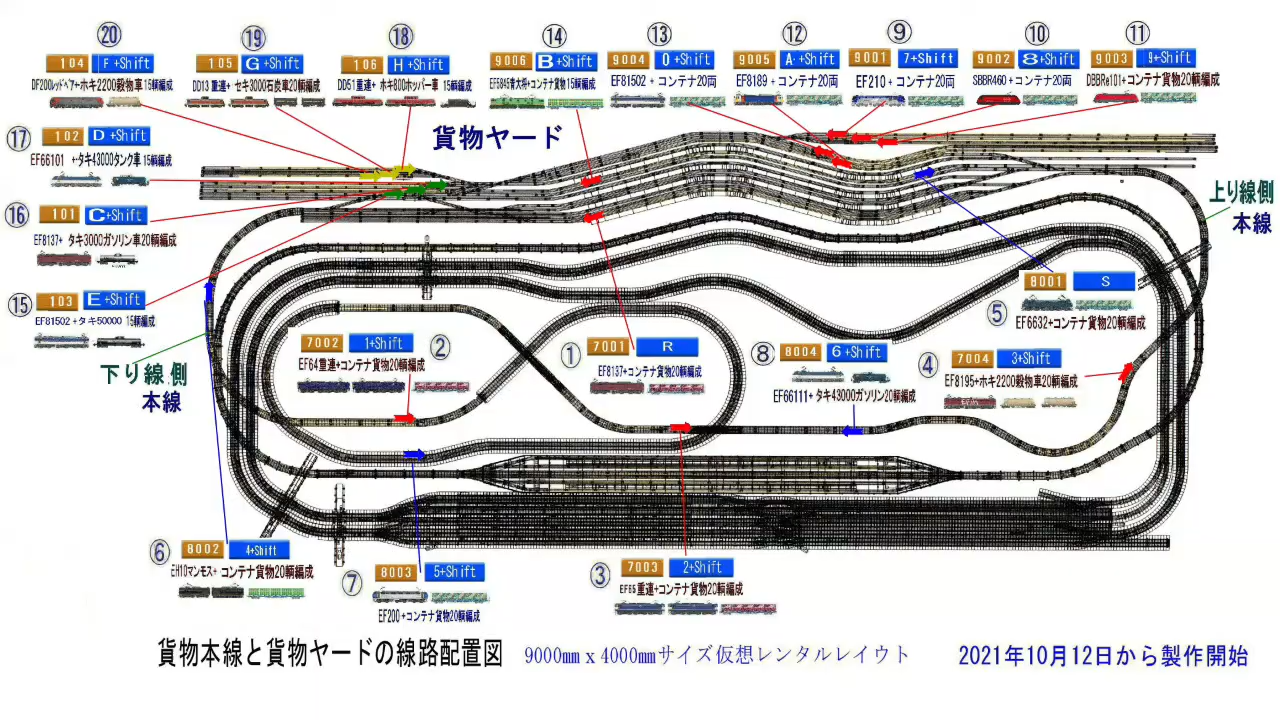 ⑳ ⑲ ⑱ ⑭ ⑬ ⑫ ⑨ ⑩ ⑪
104 F +Shift
DF200レッドベアー+ホキ2200穀物車 15輌編成
105 G+Shift
DD13 重連+ セキ3000石炭車20輌編成
106 H +Shift
DD51重連+ ホキ800ホッパー車 15輌編成
9006 B+Shift
EF5845青大将+コンテナ貨物15輌編成
9004 0+Shift
EF81502 + コンテナ20両
9005 A+Shift
EF8189 + コンテナ20両
9001 7+Shift
EF210 + コンテナ20両
9002 8+Shift
SBBR460 + コンテナ20両
9003 9+Shift
DBBRe101+コンテナ貨物20輌編成
貨物ヤード
⑰ 102 D +Shift
EF66101 +タキ43000タンク車 15輌編成
⑯ 101 C+Shift
EF8137+ タキ3000ガソリン車20輌編成
⑮ 103 E+Shift
EF81502 +タキ50000 15輌編成
上り線側
本線
下り線側
本線
8001 S
⑤ EF6632+コンテナ貨物20輌編成
7002 1+Shift ②
EF64重連+コンテナ貨物20輌編成
① 7001 R
EF8137+コンテナ貨物20輌編成
⑧ 8004 6+Shift
EF66111+ タキ43000ガソリン20輌編成
④ 7004 3+Shift
EF8195+ホキ2200穀物車20輌編成
⑥ 8002 4+Shift
EH10マンモス+ コンテナ貨物20輌編成
⑦ 8003 5+Shift
EF200 +コンテナ貨物20輌編成
③ 7003 2+Shift
EF65重連+コンテナ貨物20輌編成
貨物本線と貨物ヤードの線路配置図 9000㎜ x 4000㎜サイズ仮想レンタルレイウト 2021年10月12日から製作開始